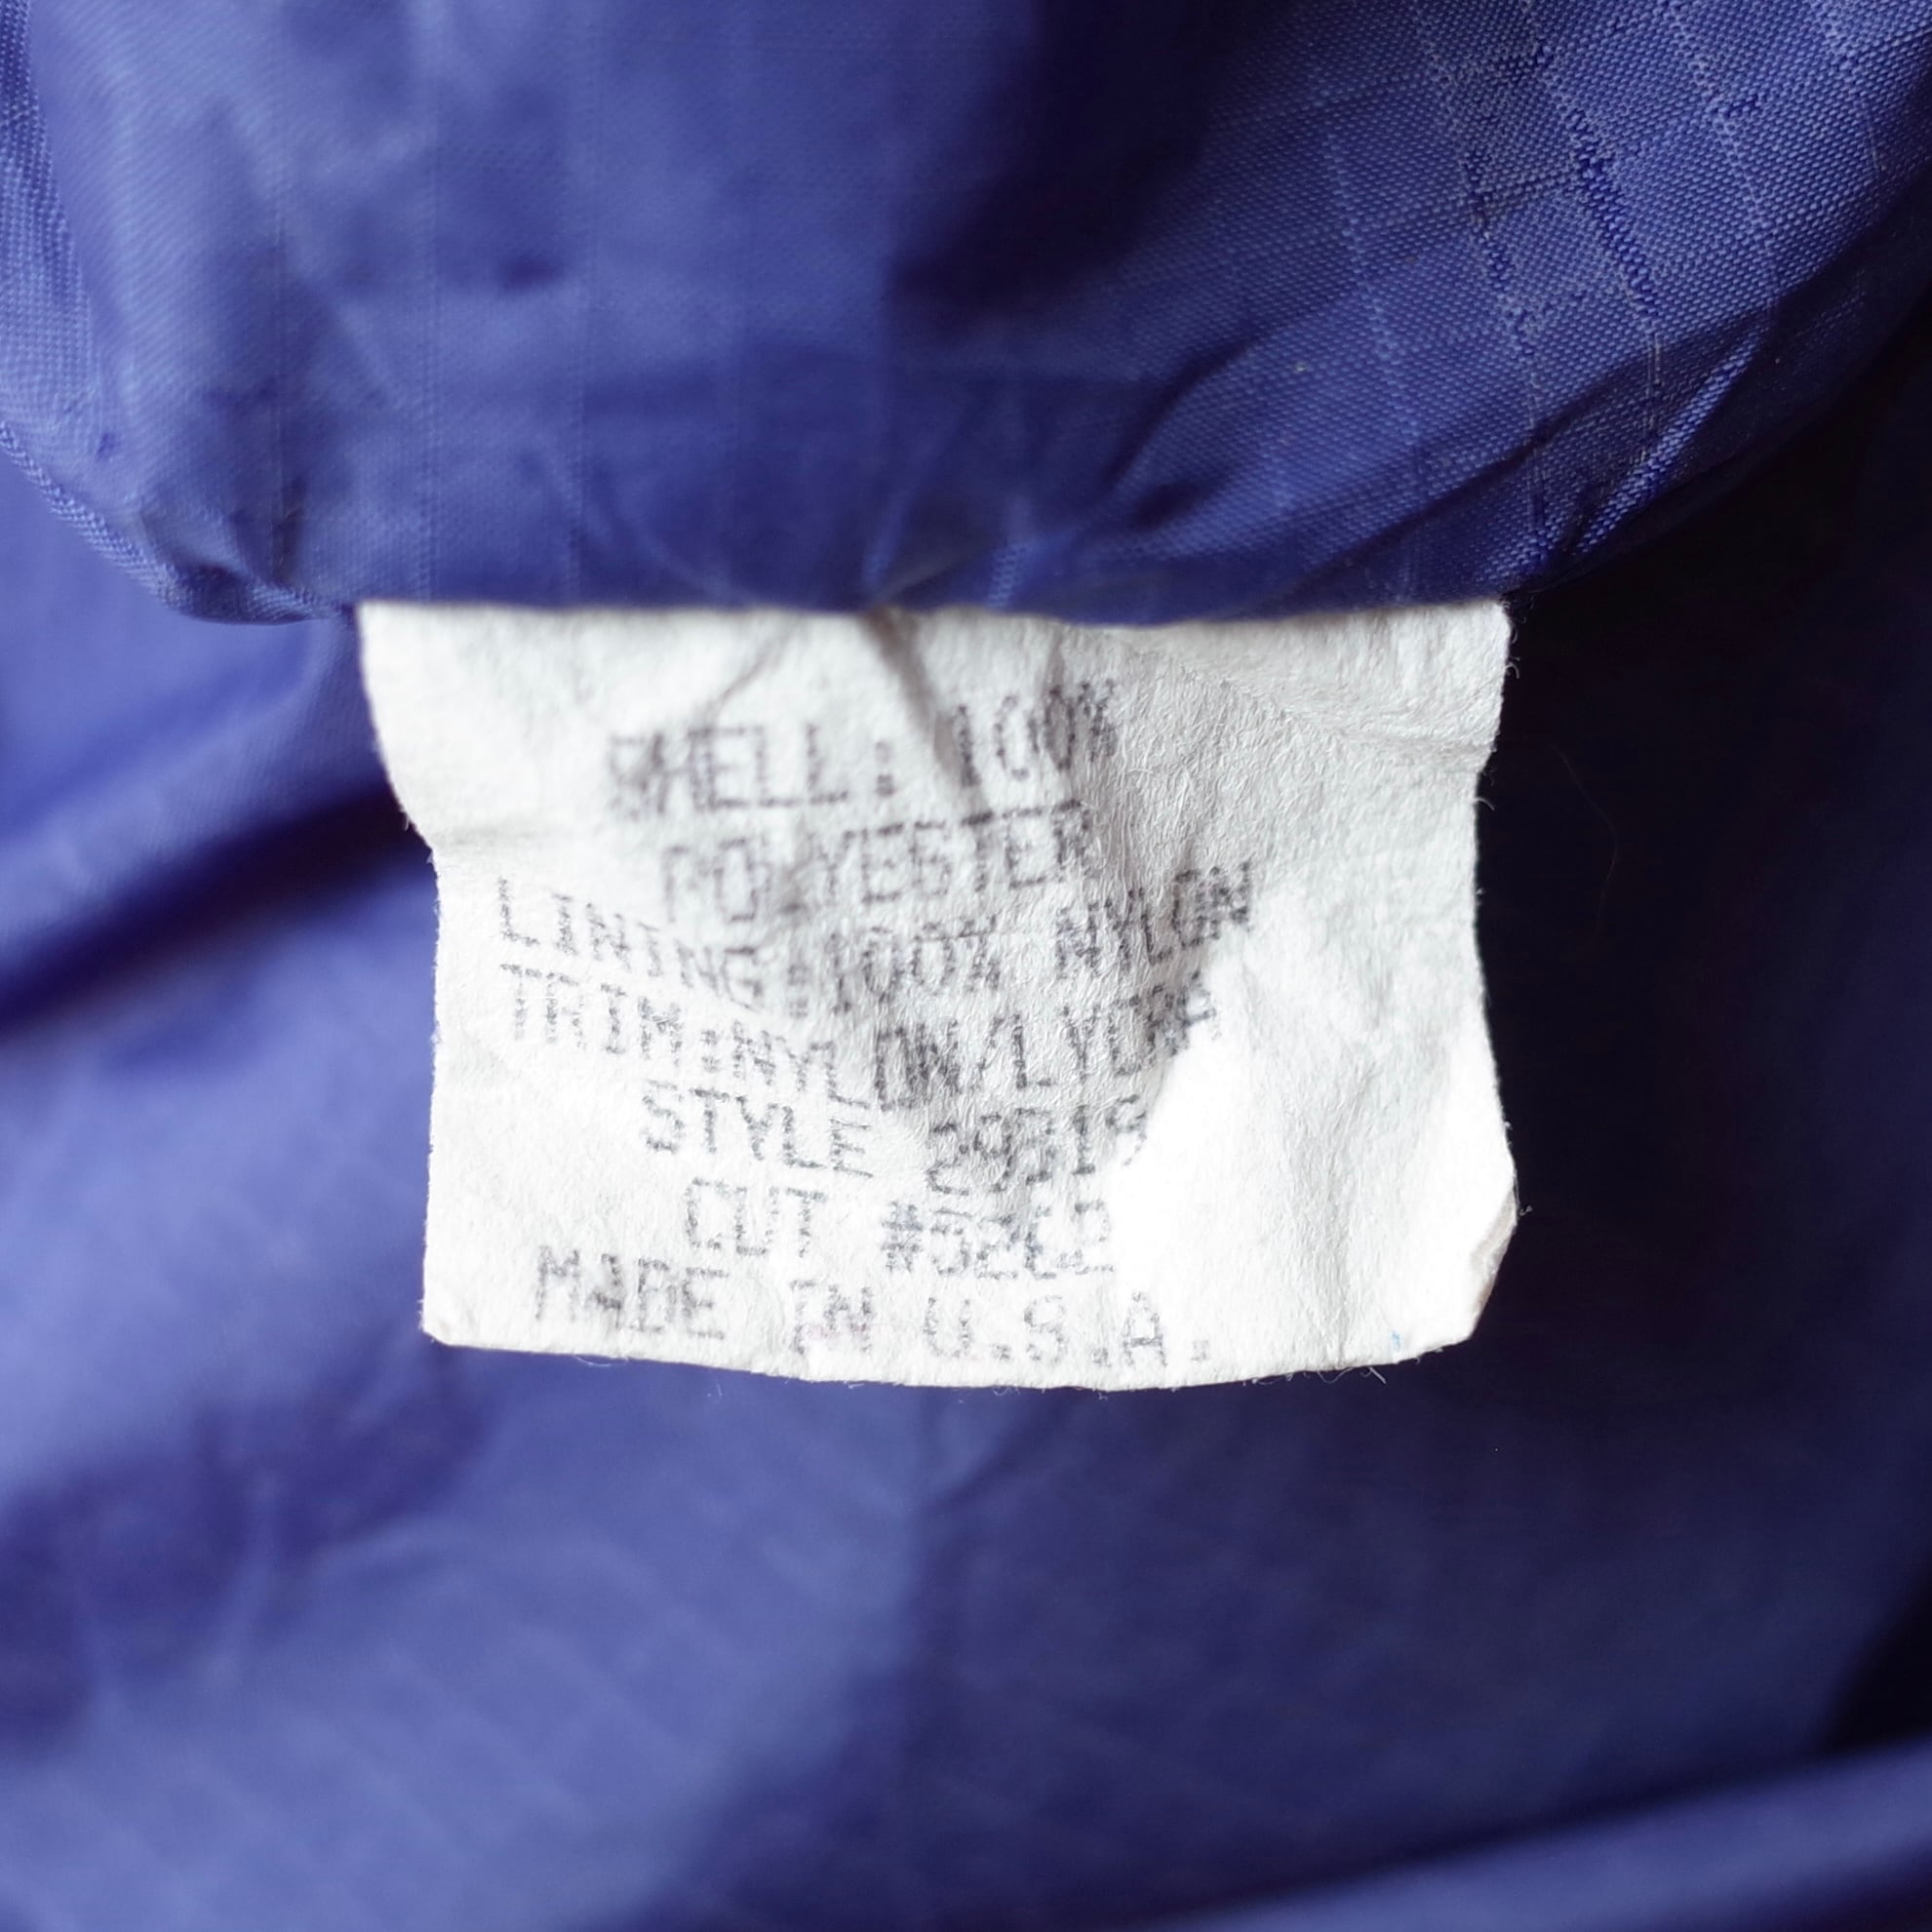 SHELL: 100%
POLYESTER
LINING:100% NYLON
TRIM:NYLON/LYCRA
STYLE
CUT
MADE IN U.S.A.